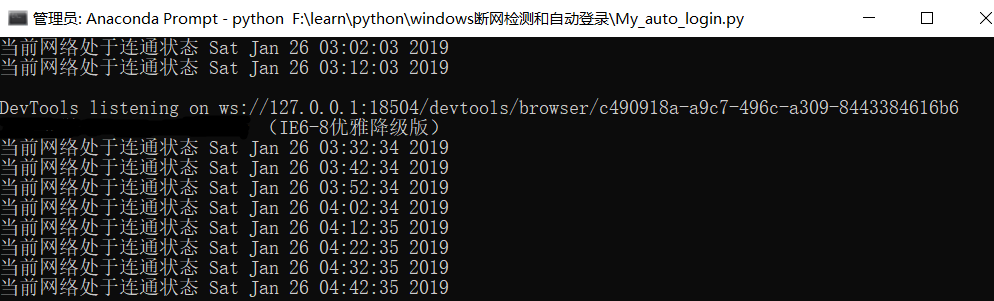 管理员: Anaconda Prompt - python  F:\learn\python\windows断网检测和自动登录\My_auto_login.py
当前网络处于连通状态 Sat Jan 26 03:02:03 2019
当前网络处于连通状态 Sat Jan 26 03:12:03 2019
DevTools listening on ws://127.0.0.1:18504/devtools/browser/c490918a-a9c7-496c-a309-8443384616b6
（IE6-8优雅降级版）
当前网络处于连通状态 Sat Jan 26 03:32:34 2019
当前网络处于连通状态 Sat Jan 26 03:42:34 2019
当前网络处于连通状态 Sat Jan 26 03:52:34 2019
当前网络处于连通状态 Sat Jan 26 04:02:34 2019
当前网络处于连通状态 Sat Jan 26 04:12:35 2019
当前网络处于连通状态 Sat Jan 26 04:22:35 2019
当前网络处于连通状态 Sat Jan 26 04:32:35 2019
当前网络处于连通状态 Sat Jan 26 04:42:35 2019